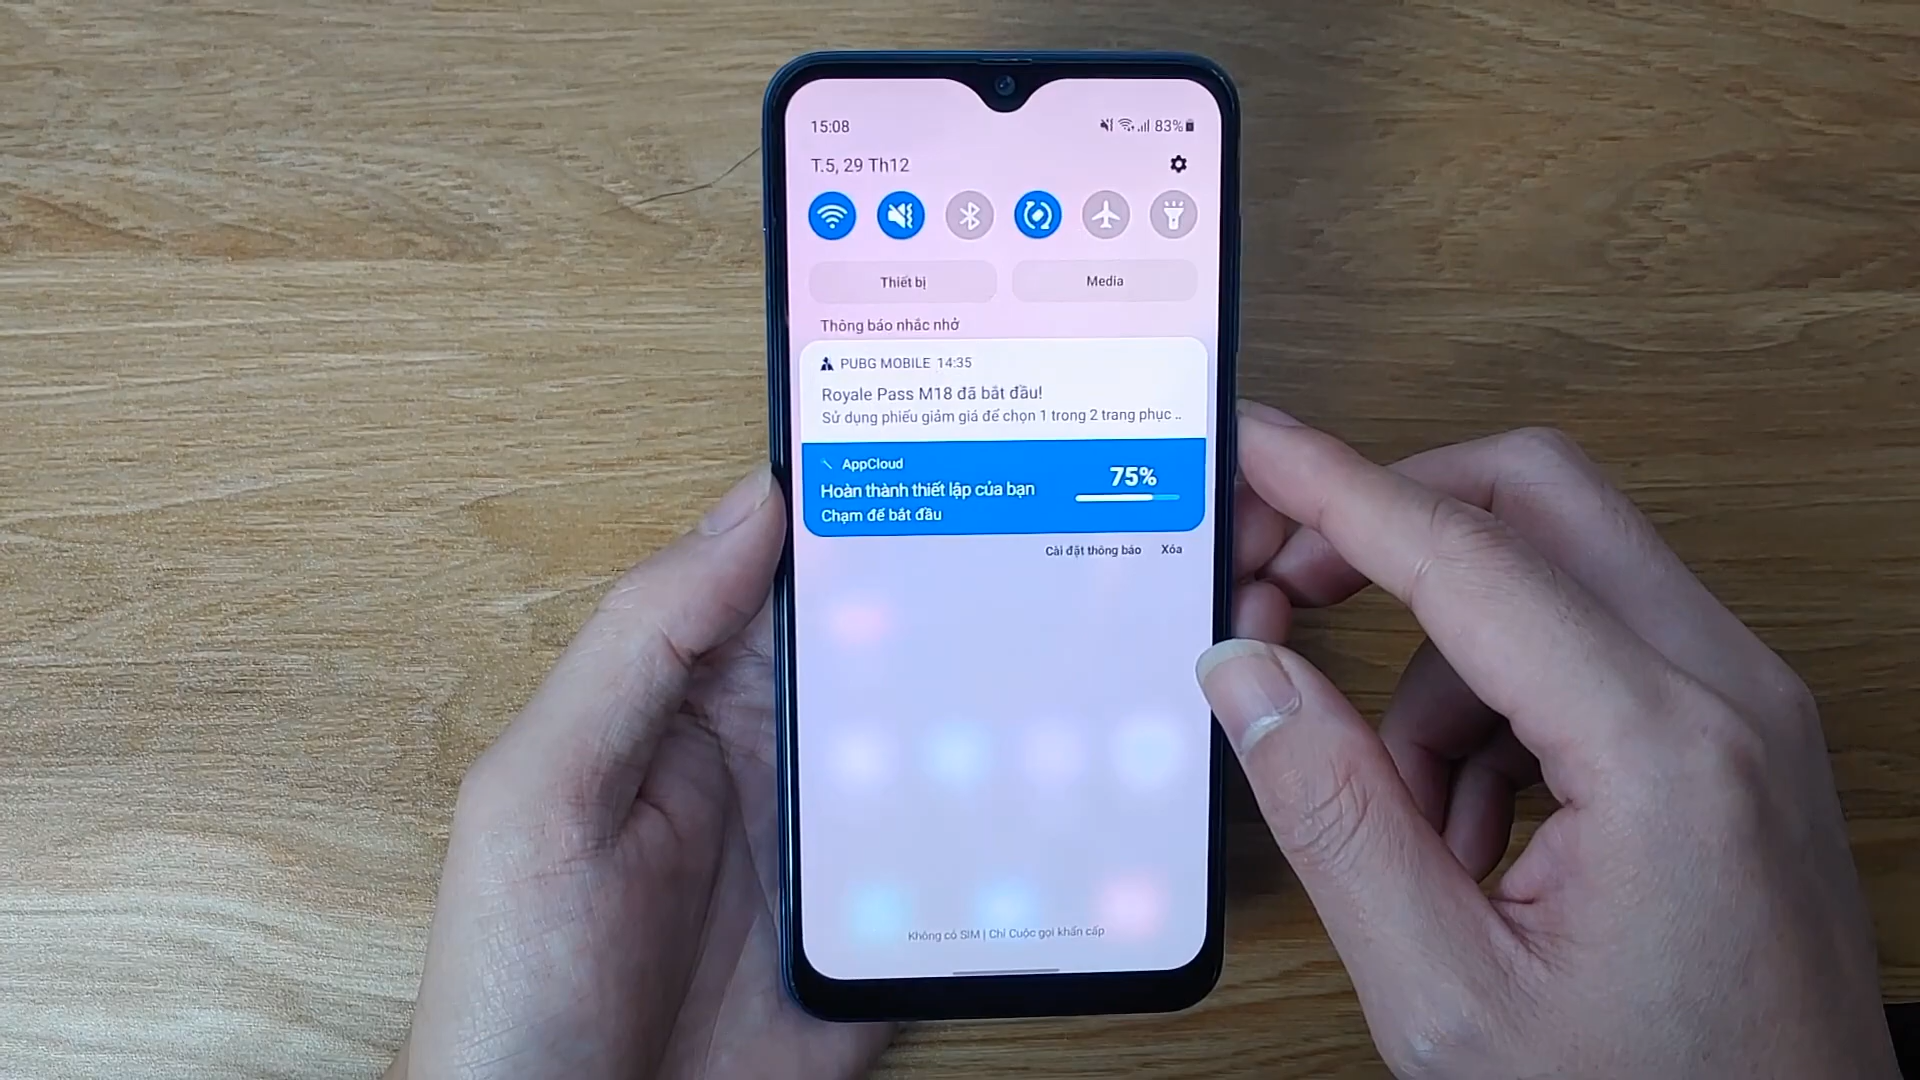 15:08
83%
T.5, 29 Th12
Thiết bị
Media
Thông báo nhắc nhở
PUBG MOBILE 14:35
Royale Pass M18 đã bắt đầu!
Sử dụng phiếu giảm giá để chọn 1 trong 2 trang phục ..
AppCloud
75%
Hoàn thành thiết lập của bạn
Chạm để bắt đầu
Cài đặt thông báo
Xóa
Không có SIM | Chỉ Cuộc gọi khẩn cấp